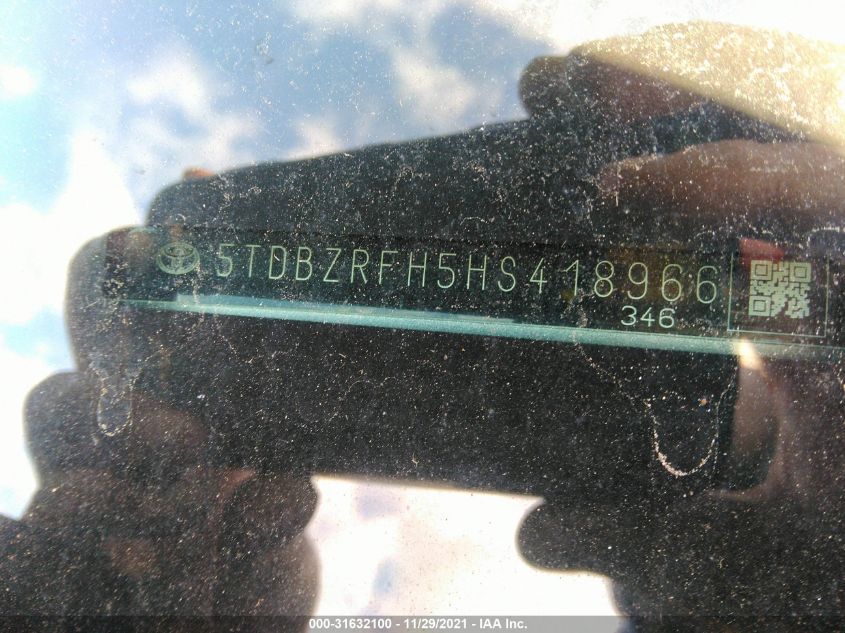 5TDBZRFH5HS418966
346
000-31632100 - 11/29/2021 - IAA Inc.